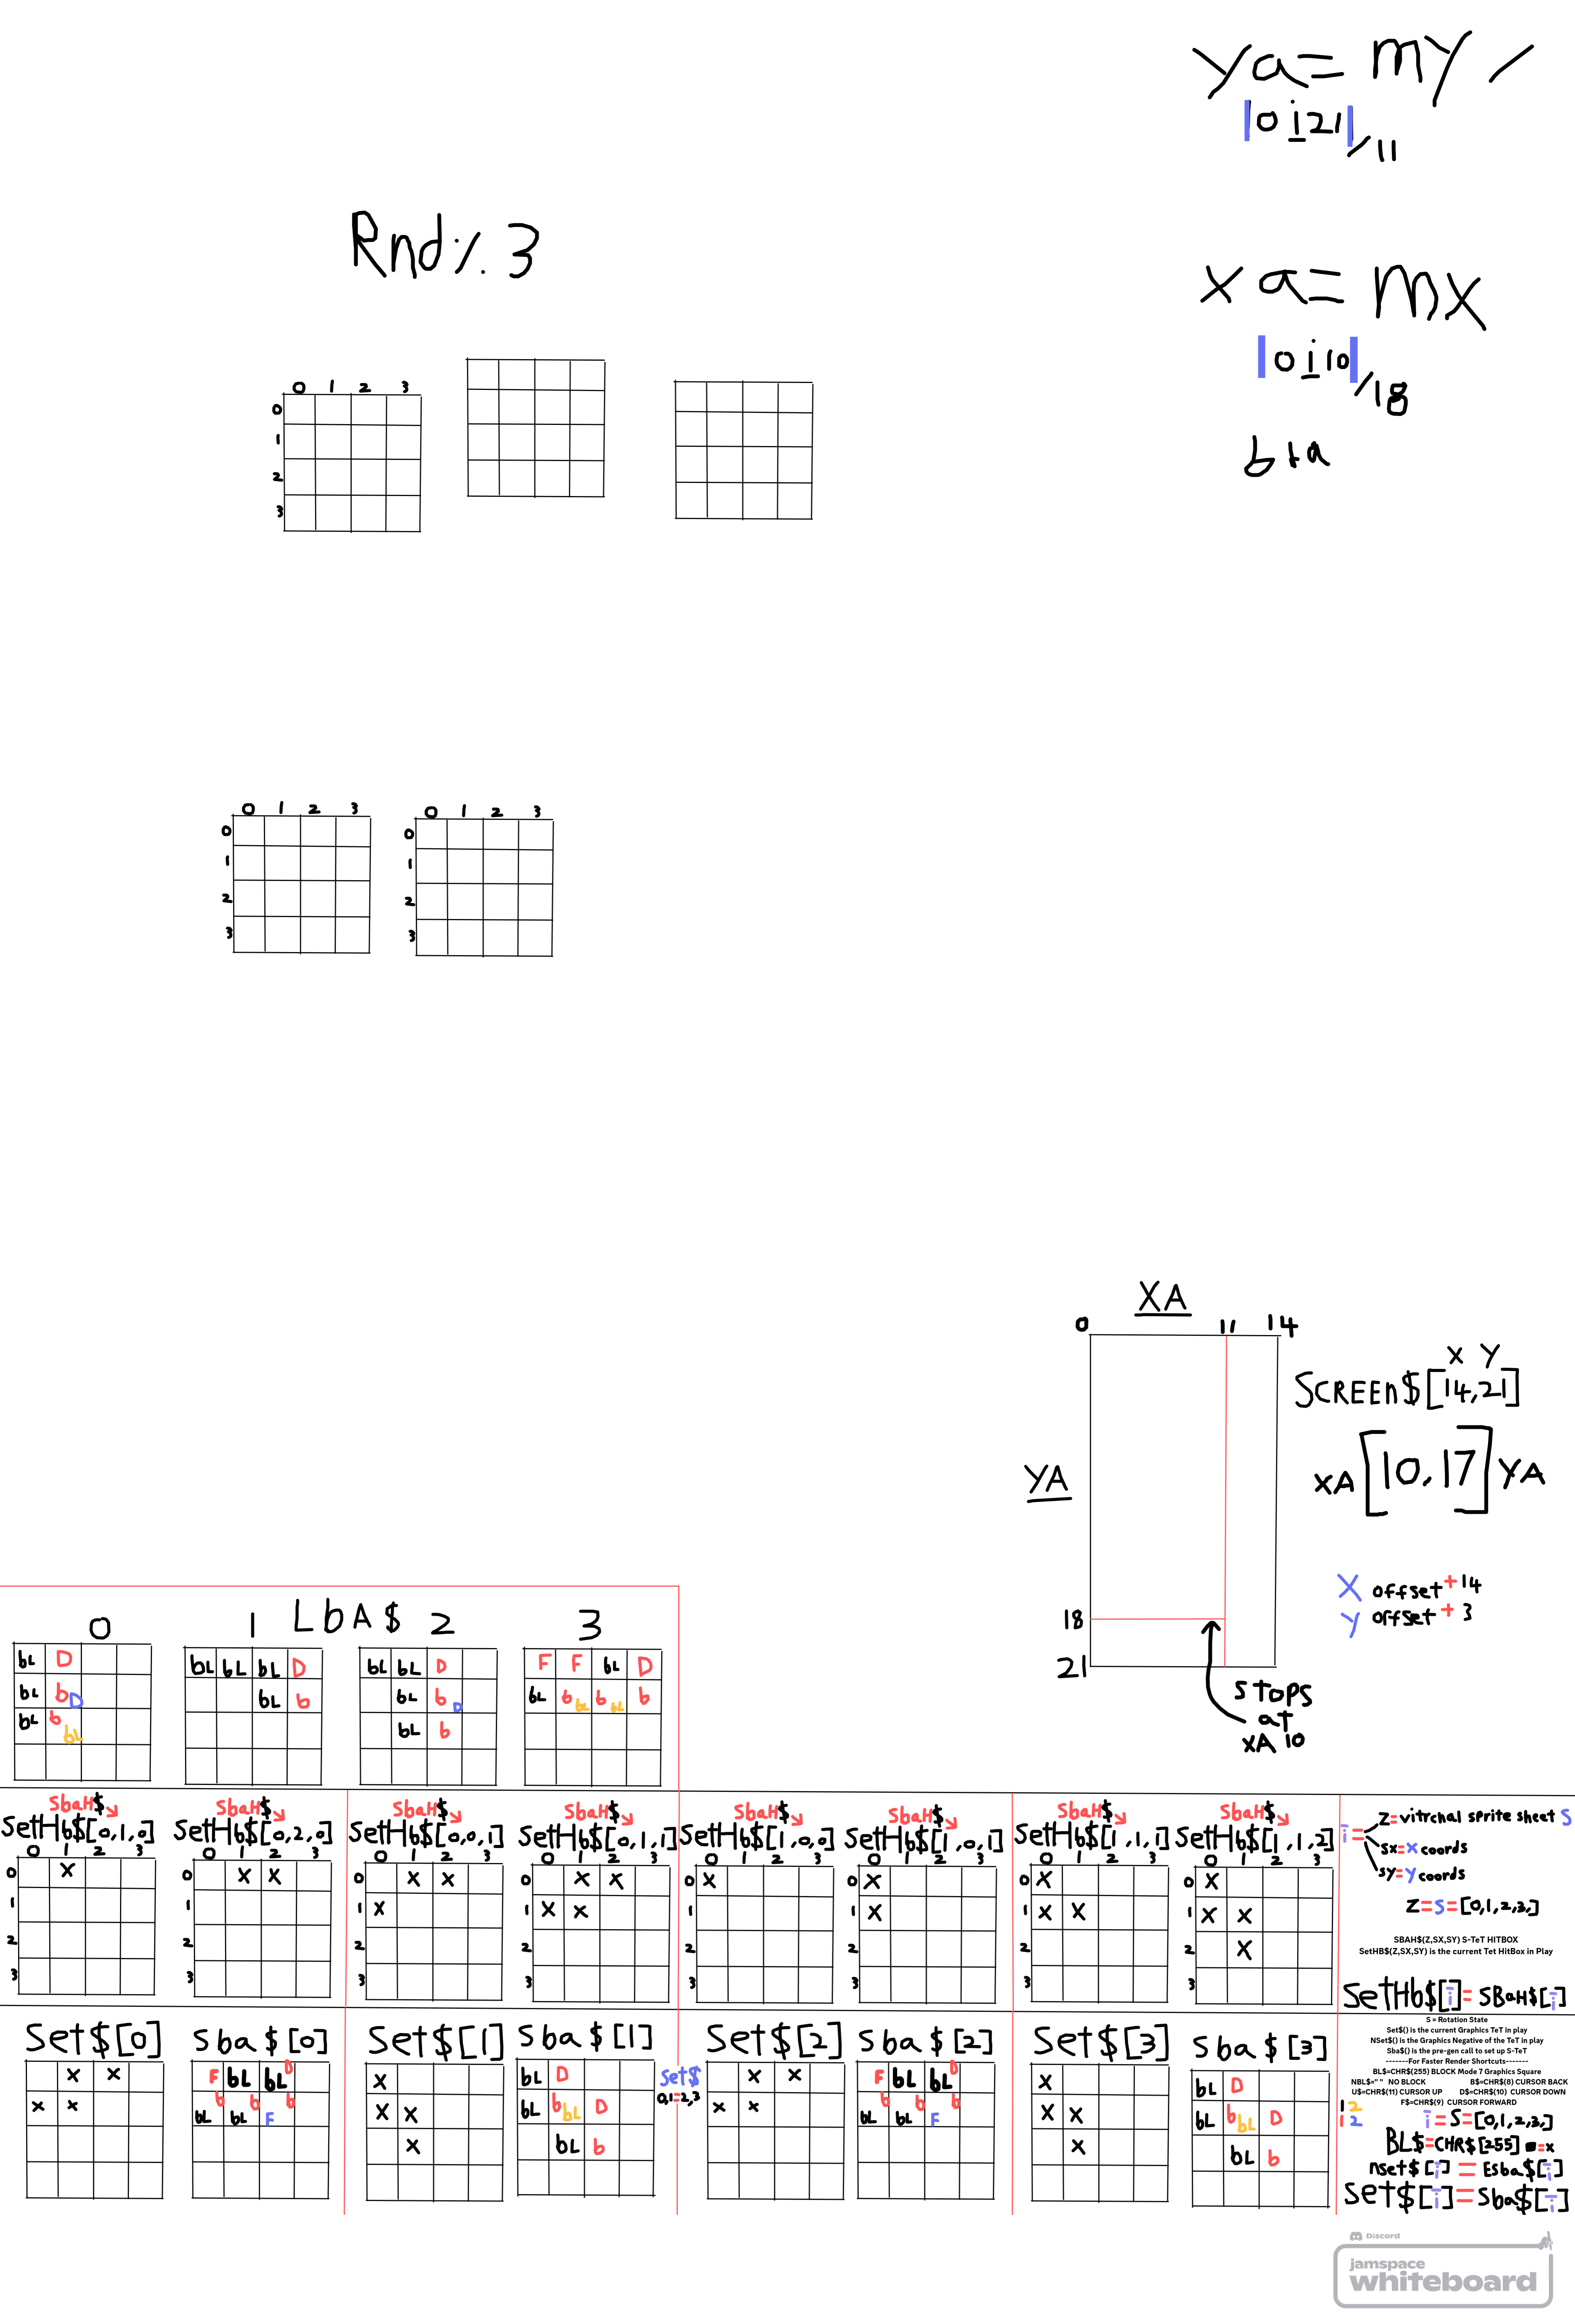 ya= my /
|0 i 21|/11
Rnd % 3
xa= mx
|0 i 10|/18
b+a
0 1 2 3
0
1
2
3
0 1 2 3
0
1
2
3
0 1 2 3
0
1
2
3
XA
0 11 14
X Y
SCREEn$[14,21]
YA
XA [10,17] YA
X offset +14
Y offset + 3
18
21
Stops
at
XA 10
LbA$
0 1 2 3
bL D
bL b D
bL b bL
bL bL bL D
bL b
bL bL D
bL b D
bL b
F F bL D
bL b bL b bL b
SbaH$
SetHb$[0,1,0]
0 1 2 3
0 X
1
2
3
SbaH$
SetHb$[0,2,0]
0 1 2 3
0 X X
1
2
3
SbaH$
SetHb$[0,0,1]
0 1 2 3
0 X X
1 X
2
3
SbaH$
SetHb$[0,1,1]
0 1 2 3
0 X X
1 X X
2
3
SbaH$
SetHb$[1,0,0]
0 1 2 3
0 X
1
2
3
SbaH$
SetHb$[1,0,1]
0 1 2 3
0 X
1 X
2
3
SbaH$
SetHb$[1,1,1]
0 1 2 3
0 X
1 X X
2
3
SbaH$
SetHb$[1,1,2]
0 1 2 3
0 X
1 X X
2 X
3
i= Z=vitrchal sprite sheet S
SX=X coords
SY=Y coords
Z=S=[0,1,2,3,]
SBAH$(Z,SX,SY) S-TeT HITBOX
SetHB$(Z,SX,SY) is the current Tet HitBox in Play
SetHb$[i]= SBaH$[i]
Set$[0]
X X
X X
Sba$[0]
F bL bL D
b b b
bL bL F
Set$[1]
X
X X
X
Sba$[1]
bL D
bL b bL D
bL b
Set$
0,1=2,3
Set$[2]
X X
X X
Sba$[2]
F bL bL D
b b b
bL bL F
Set$[3]
X
X X
X
Sba$[3]
bL D
bL b bL D
bL b
S = Rotation State
Set$() is the current Graphics TeT in play
NSet$() is the Graphics Negative of the TeT in play
Sba$() is the pre-gen call to set up S-TeT
-------For Faster Render Shortcuts-------
BL$=CHR$(255) BLOCK Mode 7 Graphics Square
NBL$=" " NO BLOCK B$=CHR$(8) CURSOR BACK
U$=CHR$(11) CURSOR UP D$=CHR$(10) CURSOR DOWN
F$=CHR$(9) CURSOR FORWARD
1 2
1 2
i=S=[0,1,2,3,]
BL$=CHR$[255] ■=x
nset$[i] = Esba$[i]
Set$[i]=Sba$[i]
Discord
jamspace
whiteboard